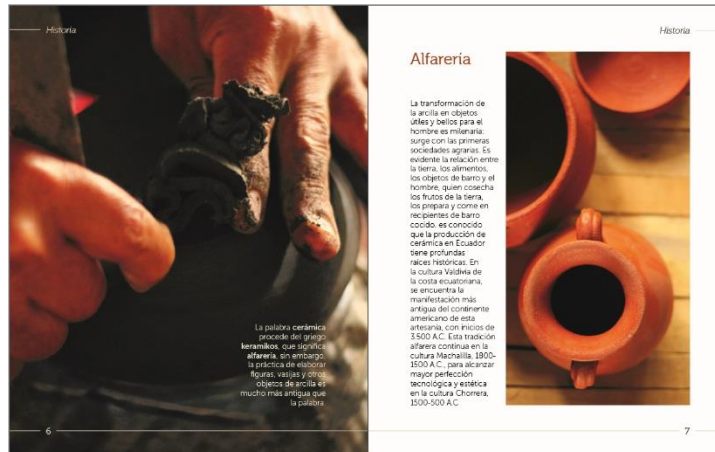 Historia
La palabra cerámica
procede del griego
keramikos, que significa
alfarería, sin embargo,
la práctica de elaborar
figuras, vasijas y otros
objetos de arcilla es
mucho más antigua que
la palabra.
6
Historia
Alfarería
La transformación de
la arcilla en objetos
útiles y bellos para el
hombre es milenaria:
surge con las primeras
sociedades agrarias. Es
evidente la relación entre
la tierra, los alimentos,
los objetos de barro y el
hombre, quien cosecha
los frutos de la tierra,
los prepara y come en
recipientes de barro
cocido, es conocido
que la producción de
cerámica en Ecuador
tiene profundas
raíces históricas. En
la cultura Valdivia de
la costa ecuatoriana,
se encuentra la
manifestación más
antigua del continente
americano de esta
artesanía, con inicios de
3.500 A.C. Esta tradición
alfarera continua en la
cultura Machalilla, 1800-
1500 A.C., para alcanzar
mayor perfección
tecnológica y estética
en la cultura Chorrera,
1500-500 A.C.
7